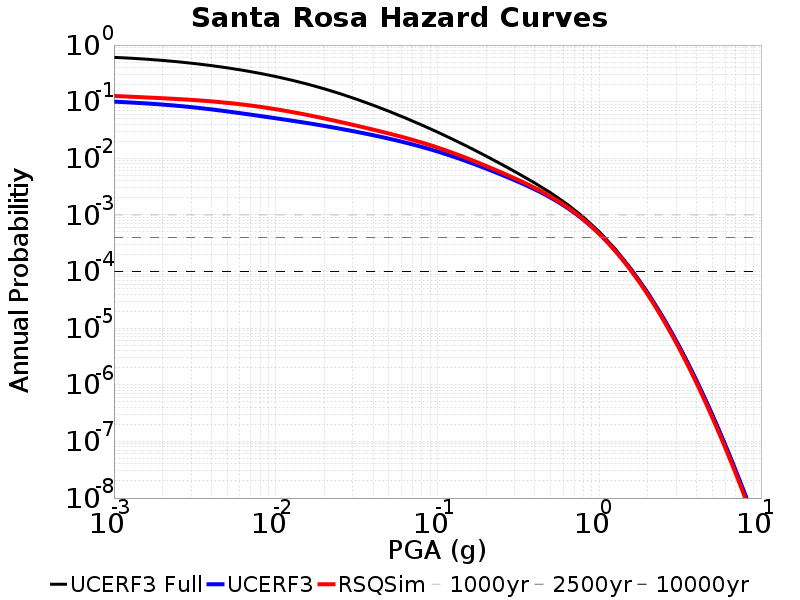 Santa Rosa Hazard Curves
Annual Probabilitiy
10^0
10^-1
10^-2
10^-3
10^-4
10^-5
10^-6
10^-7
10^-8
10^-3 10^-2 10^-1 10^0 10^1
PGA (g)
UCERF3 Full UCERF3 RSQSim 1000yr 2500yr 10000yr